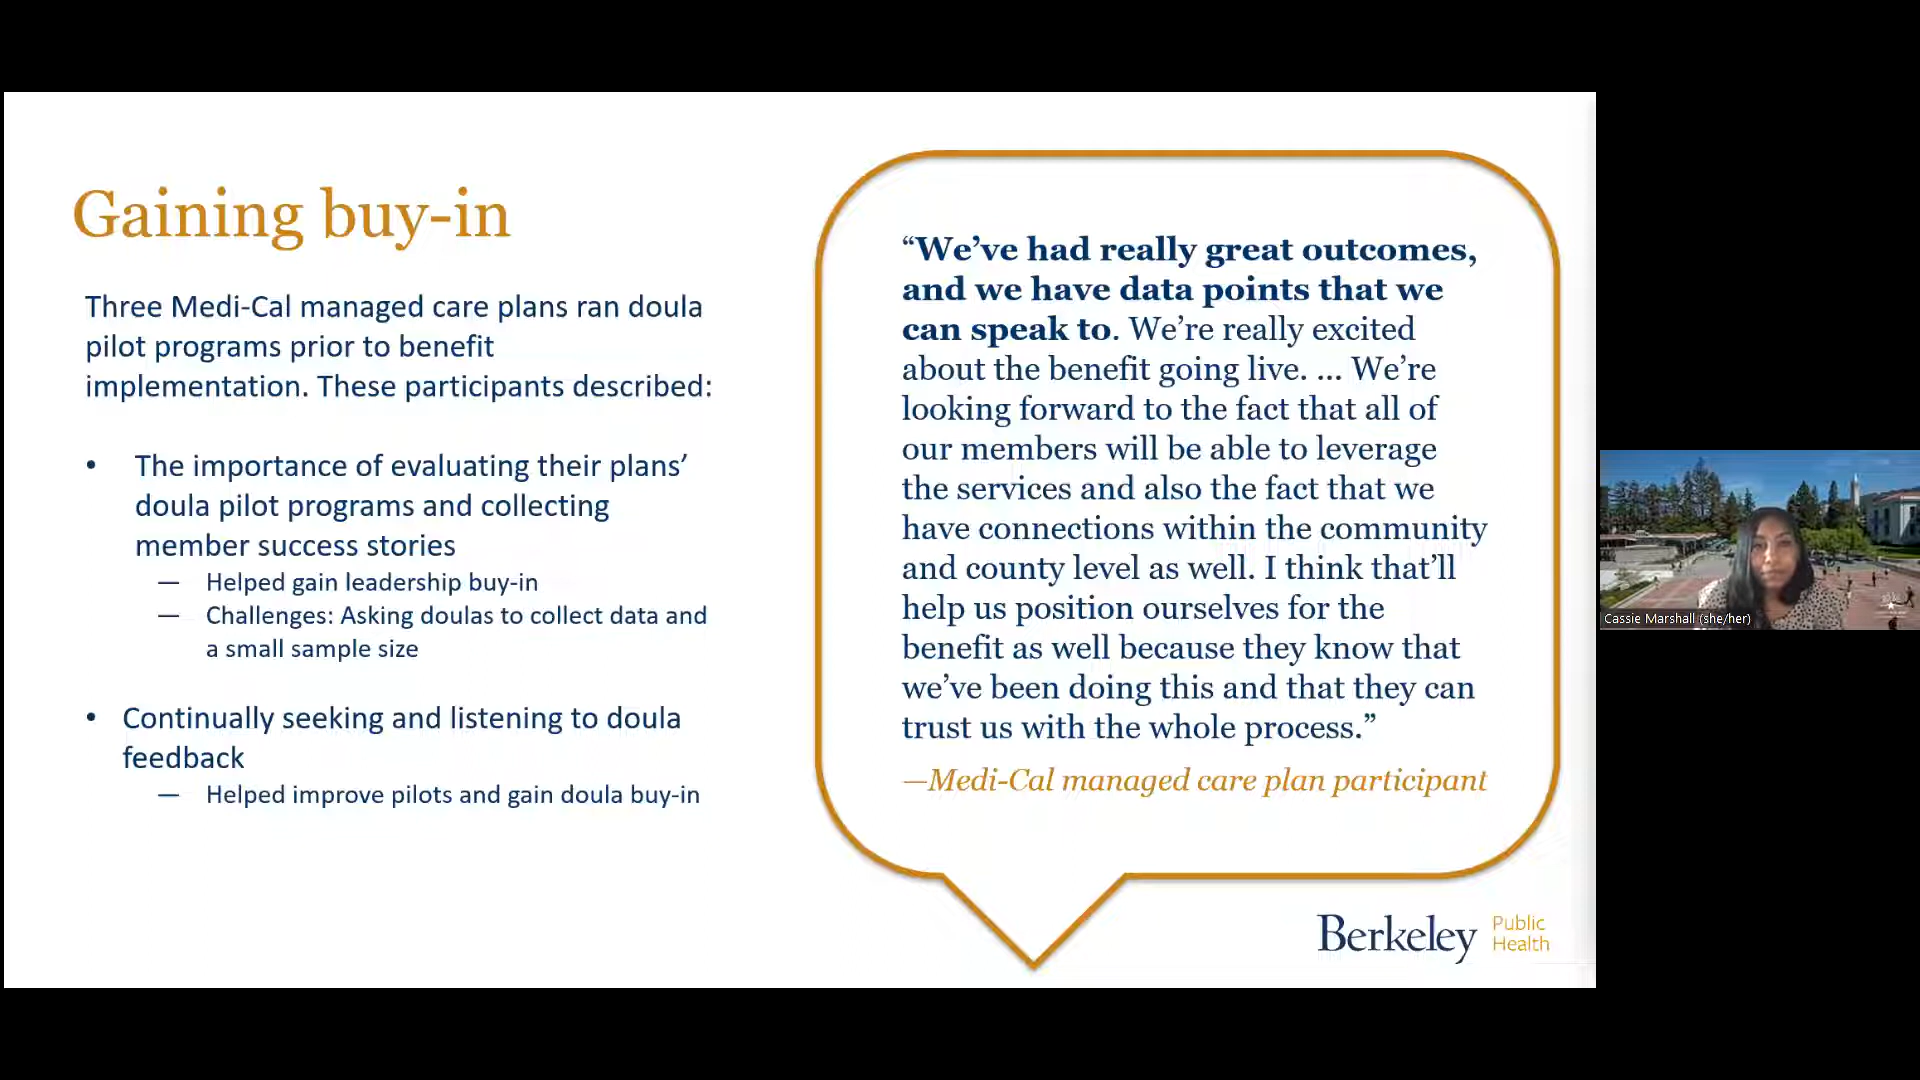 Gaining buy-in
Three Medi-Cal managed care plans ran doula
pilot programs prior to benefit
implementation. These participants described:
• The importance of evaluating their plans’
doula pilot programs and collecting
member success stories
— Helped gain leadership buy-in
— Challenges: Asking doulas to collect data and
a small sample size
• Continually seeking and listening to doula
feedback
— Helped improve pilots and gain doula buy-in
“We’ve had really great outcomes,
and we have data points that we
can speak to. We’re really excited
about the benefit going live. ... We’re
looking forward to the fact that all of
our members will be able to leverage
the services and also the fact that we
have connections within the community
and county level as well. I think that’ll
help us position ourselves for the
benefit as well because they know that
we’ve been doing this and that they can
trust us with the whole process.”
—Medi-Cal managed care plan participant
Berkeley Public
Health
Cassie Marshall (she/her)